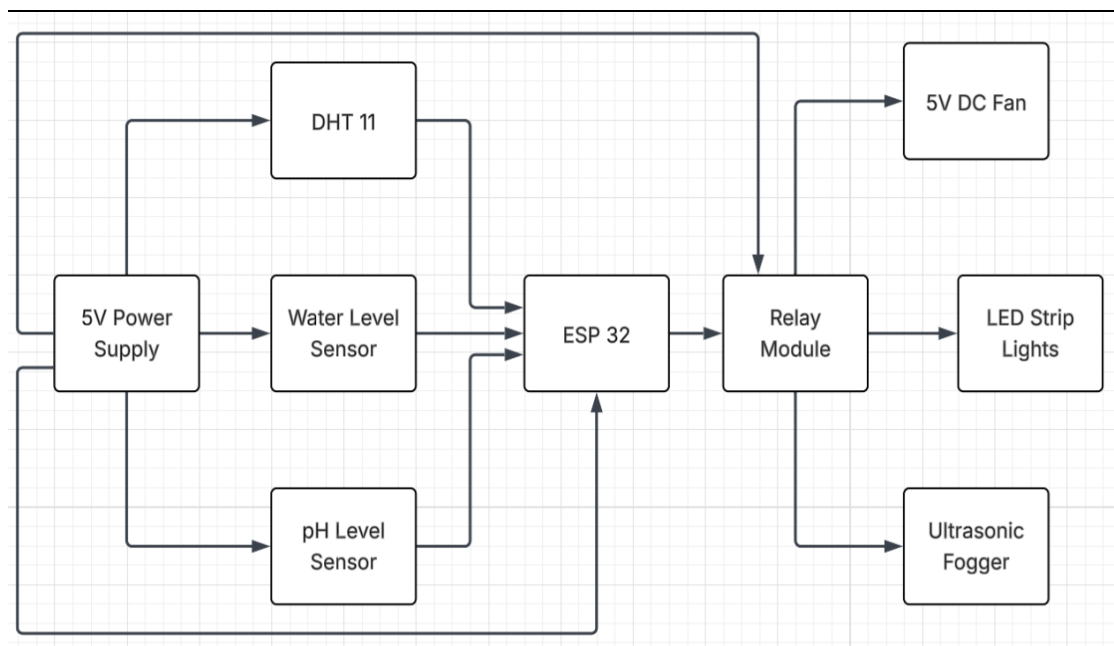 DHT 11
5V DC Fan
5V Power
Supply
Water Level
Sensor
ESP 32
Relay
Module
LED Strip
Lights
pH Level
Sensor
Ultrasonic
Fogger